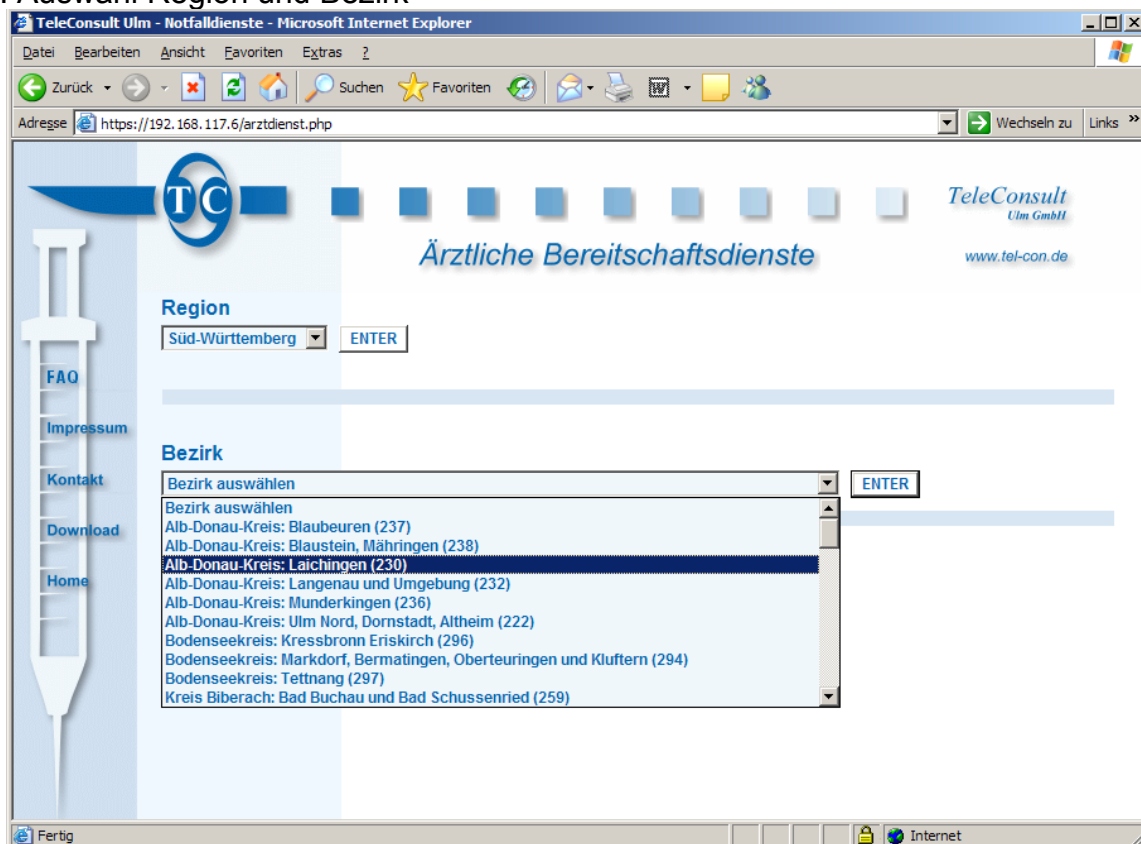 Auswahl Region und Bezirk
TeleConsult Ulm - Notfalldienste - Microsoft Internet Explorer
Datei Bearbeiten Ansicht Favoriten Extras ?
Zurück Suchen Favoriten
Adresse https://192.168.117.6/arztdienst.php Wechseln zu Links »
TC
TeleConsult
Ulm GmbH
Ärztliche Bereitschaftsdienste
www.tel-con.de
Region
Süd-Württemberg ENTER
FAQ
Impressum
Kontakt
Download
Home
Bezirk
Bezirk auswählen ENTER
Bezirk auswählen
Alb-Donau-Kreis: Blaubeuren (237)
Alb-Donau-Kreis: Blaustein, Mähringen (238)
Alb-Donau-Kreis: Laichingen (230)
Alb-Donau-Kreis: Langenau und Umgebung (232)
Alb-Donau-Kreis: Munderkingen (236)
Alb-Donau-Kreis: Ulm Nord, Dornstadt, Altheim (222)
Bodenseekreis: Kressbronn Eriskirch (296)
Bodenseekreis: Markdorf, Bermatingen, Oberteuringen und Kluftern (294)
Bodenseekreis: Tettnang (297)
Kreis Biberach: Bad Buchau und Bad Schussenried (259)
Fertig Internet